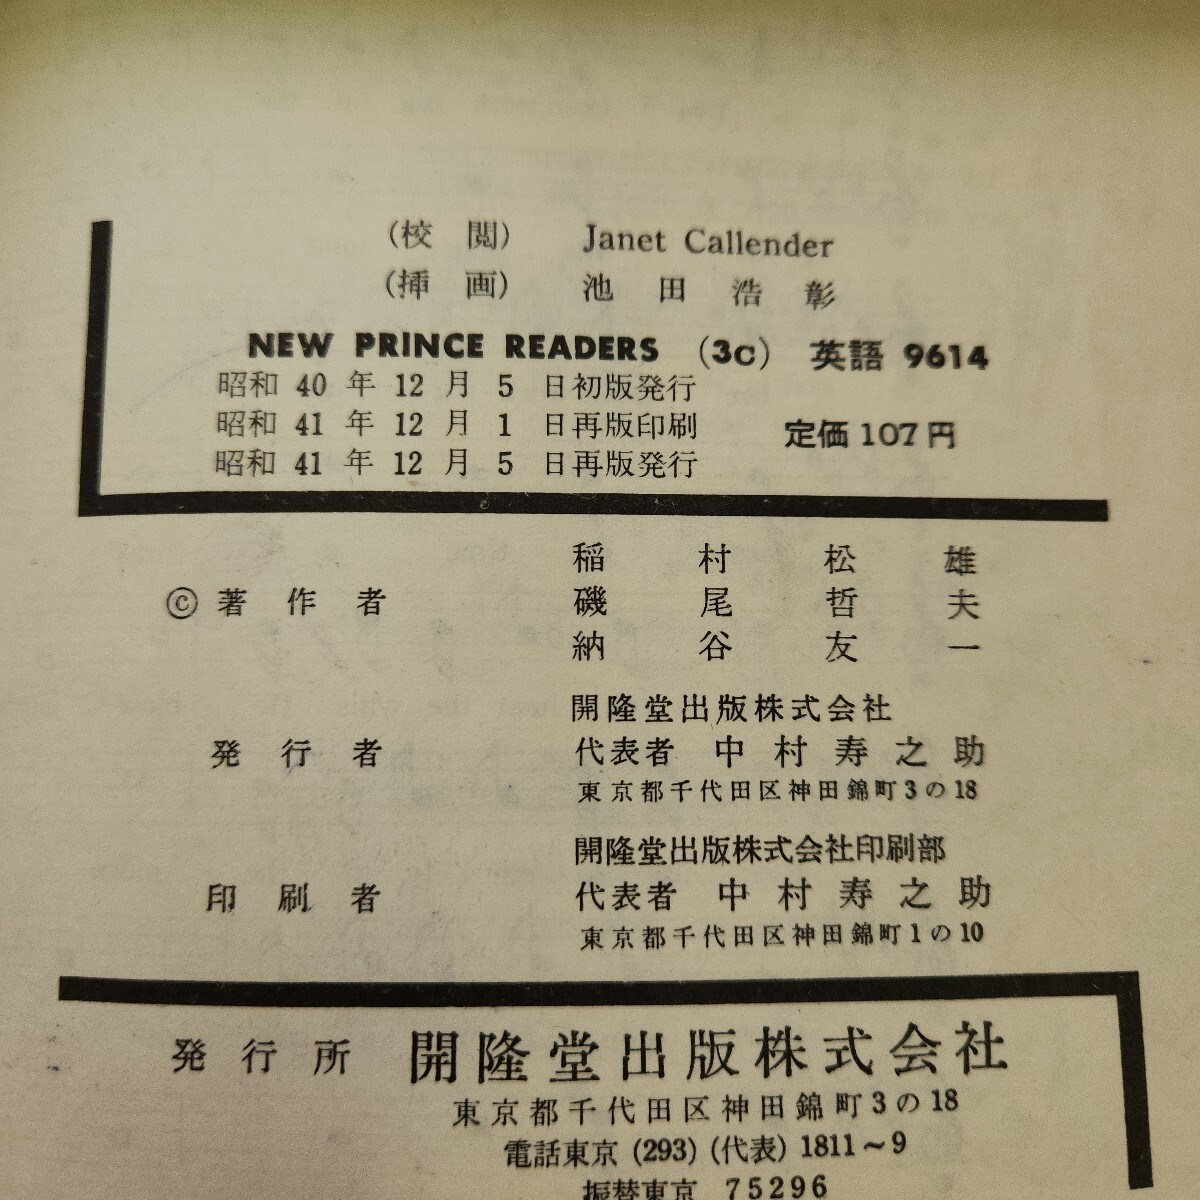 (校閲) Janet Callender
(挿画) 池田浩彰
NEW PRINCE READERS (3c) 英語 9614
昭和 40 年 12 月 5 日初版発行
昭和 41 年 12 月 1 日再版印刷
昭和 41 年 12 月 5 日再版発行
定価 107 円
稲村松雄
©著作者 磯尾哲夫
納谷友一
開隆堂出版株式会社
発行者 代表者 中村寿之助
東京都千代田区神田錦町3の18
開隆堂出版株式会社印刷部
印刷者 代表者 中村寿之助
東京都千代田区神田錦町1の10
発行所 開隆堂出版株式会社
東京都千代田区神田錦町3の18
電話東京 (293) (代表) 1811～9
振替東京 75296